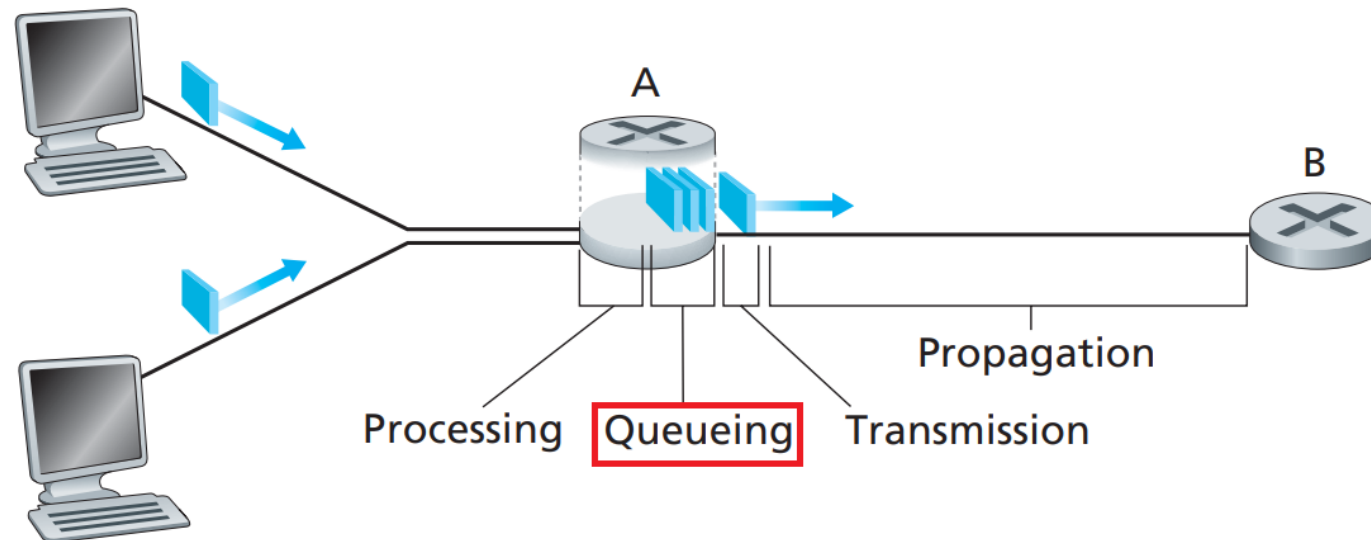 A
B
Propagation
Processing
Queueing
Transmission